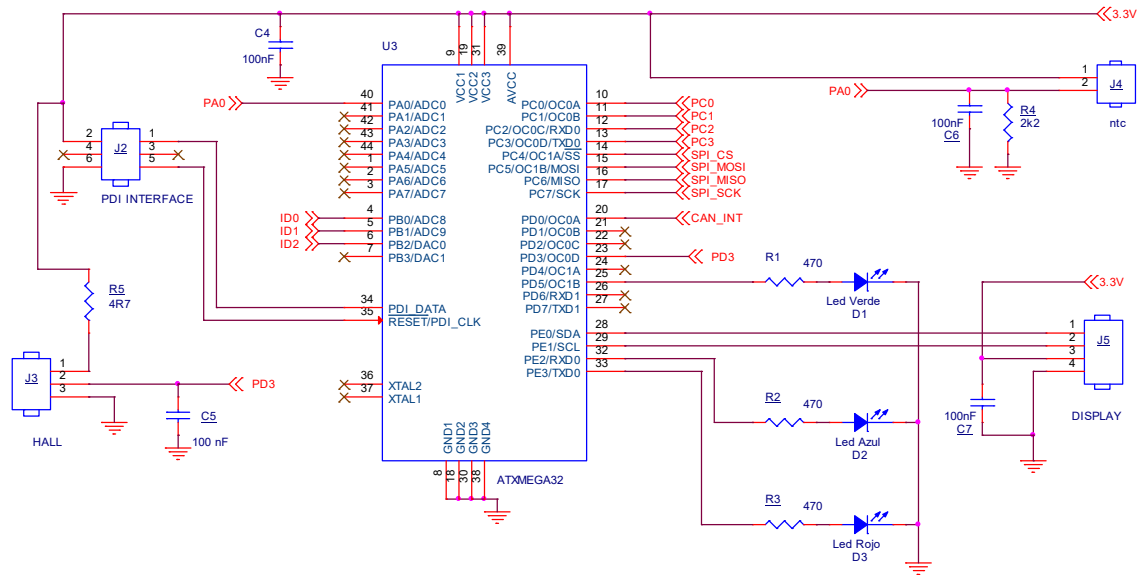 3.3V
C4
100nF
U3
9
19
31
39
VCC1
VCC2
VCC3
AVCC
PA0
40
41
42
43
44
1
2
3
PA0/ADC0
PA1/ADC1
PA2/ADC2
PA3/ADC3
PA4/ADC4
PA5/ADC5
PA6/ADC6
PA7/ADC7
ID0
ID1
ID2
4
5
6
7
PB0/ADC8
PB1/ADC9
PB2/DAC0
PB3/DAC1
34
35
PDI_DATA
RESET/PDI_CLK
36
37
XTAL2
XTAL1
GND1
GND2
GND3
GND4
8
18
30
38
ATXMEGA32
PC0/OC0A
PC1/OC0B
PC2/OC0C/RXD0
PC3/OC0D/TXD0
PC4/OC1A/SS
PC5/OC1B/MOSI
PC6/MISO
PC7/SCK
10
11
12
13
14
15
16
17
PC0
PC1
PC2
PC3
SPI_CS
SPI_MOSI
SPI_MISO
SPI_SCK
PD0/OC0A
PD1/OC0B
PD2/OC0C
PD3/OC0D
PD4/OC1A
PD5/OC1B
PD6/RXD1
PD7/TXD1
20
21
22
23
24
25
26
27
CAN_INT
PD3
PE0/SDA
PE1/SCL
PE2/RXD0
PE3/TXD0
28
29
32
33
2
4
6
J2
1
3
5
PDI INTERFACE
R5
4R7
J3
1
2
3
PD3
C5
100 nF
HALL
1
2
J4
ntc
PA0
100nF
C6
R4
2k2
R1
470
Led Verde
D1
R2
470
Led Azul
D2
R3
470
Led Rojo
D3
3.3V
1
2
3
4
J5
100nF
C7
DISPLAY